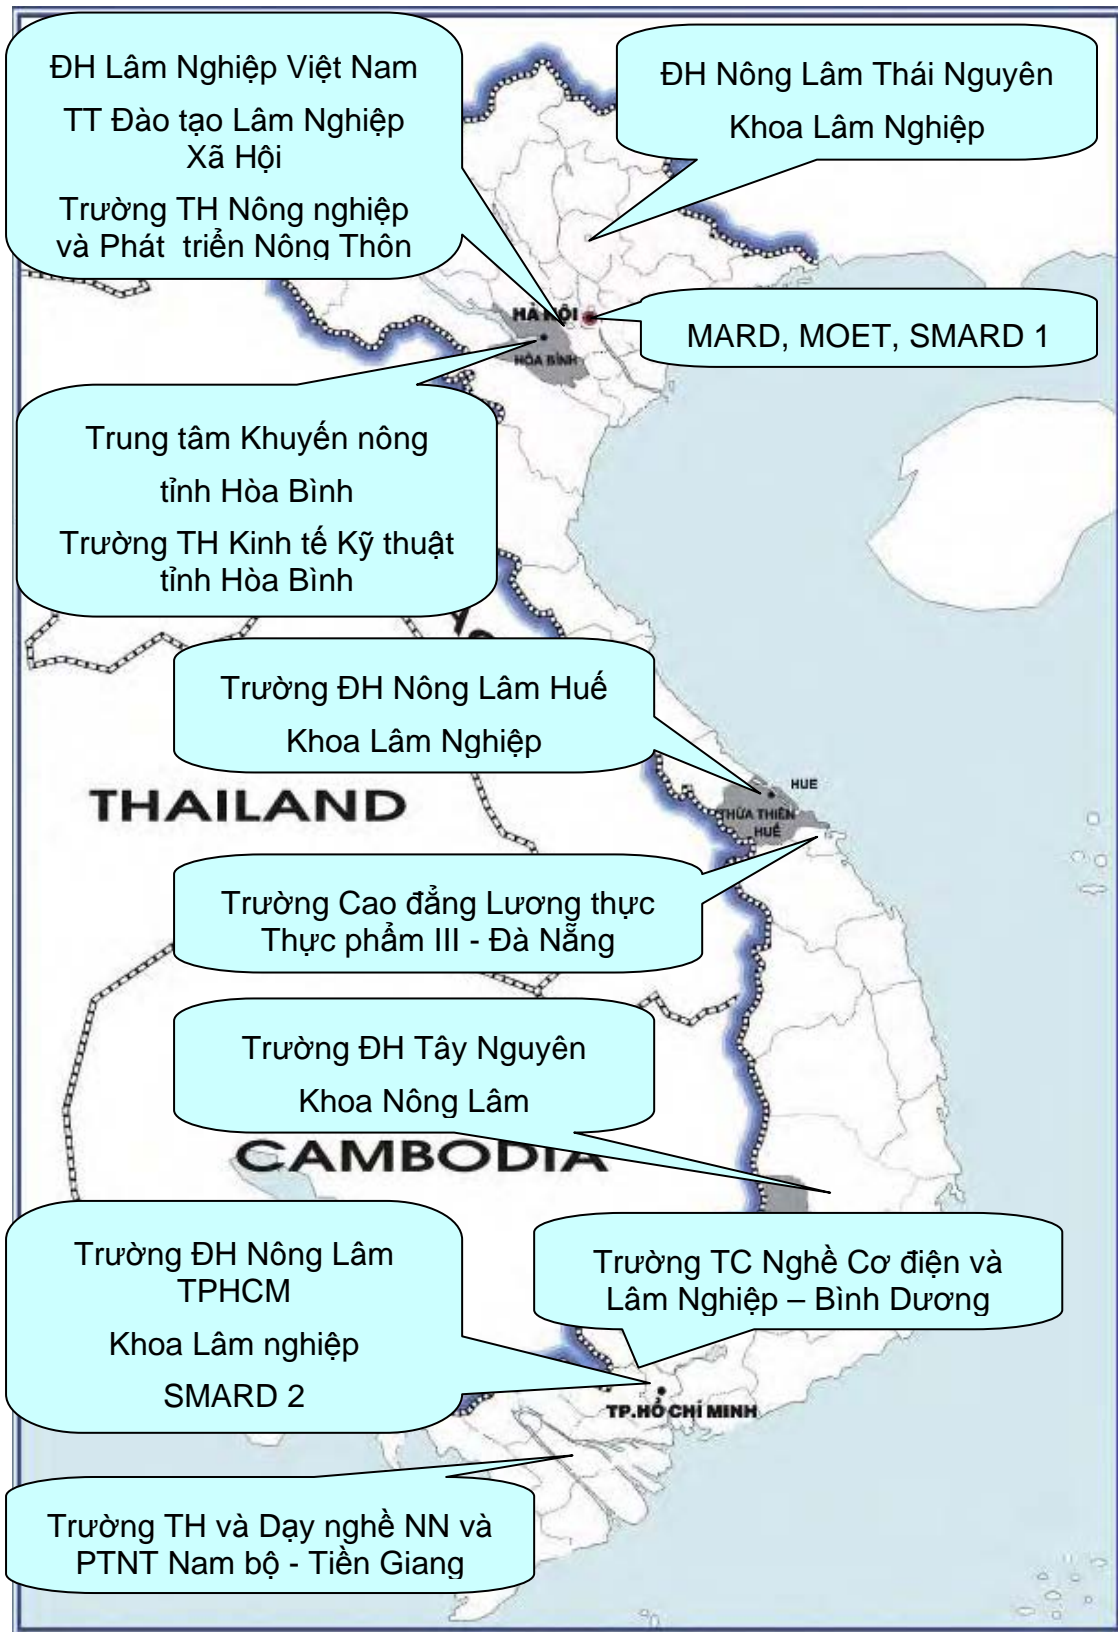 ĐH Lâm Nghiệp Việt Nam
TT Đào tạo Lâm Nghiệp
Xã Hội
Trường TH Nông nghiệp
và Phát triển Nông Thôn
ĐH Nông Lâm Thái Nguyên
Khoa Lâm Nghiệp
HÀ NỘI
HÒA BÌNH
MARD, MOET, SMARD 1
Trung tâm Khuyến nông
tỉnh Hòa Bình
Trường TH Kinh tế Kỹ thuật
tỉnh Hòa Bình
Trường ĐH Nông Lâm Huế
Khoa Lâm Nghiệp
THAILAND
HUE
THỪA THIÊN
HUẾ
Trường Cao đẳng Lương thực
Thực phẩm III - Đà Nẵng
Trường ĐH Tây Nguyên
Khoa Nông Lâm
CAMBODIA
Trường ĐH Nông Lâm
TPHCM
Khoa Lâm nghiệp
SMARD 2
Trường TC Nghề Cơ điện và
Lâm Nghiệp – Bình Dương
TP.HỒ CHÍ MINH
Trường TH và Dạy nghề NN và
PTNT Nam bộ - Tiền Giang